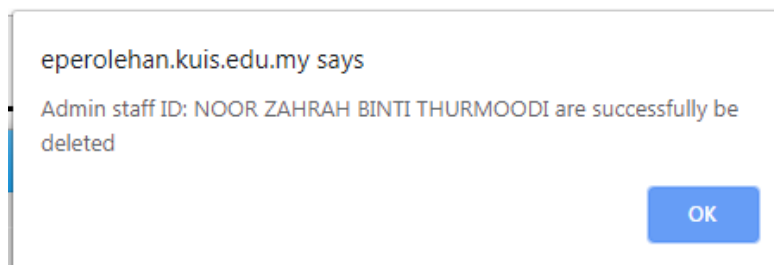 eperolehan.kuis.edu.my says
Admin staff ID: NOOR ZAHRAH BINTI THURMOODI are successfully be
deleted
OK